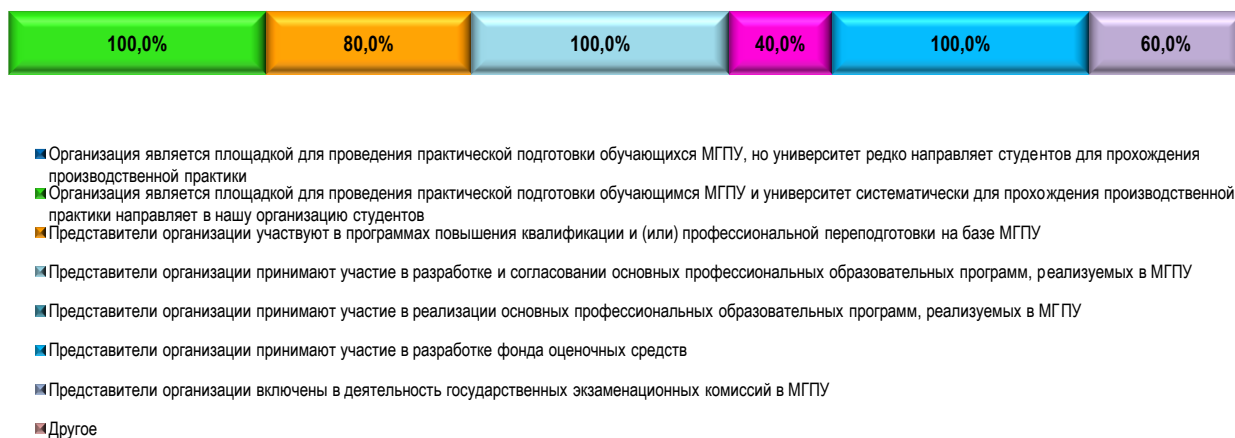 100,0% 80,0% 100,0% 40,0% 100,0% 60,0%
Организация является площадкой для проведения практической подготовки обучающихся МГПУ, но университет редко направляет студентов для прохождения
производственной практики
Организация является площадкой для проведения практической подготовки обучающимся МГПУ и университет систематически для прохождения производственной
практики направляет в нашу организацию студентов
Представители организации участвуют в программах повышения квалификации и (или) профессиональной переподготовки на базе МГПУ
Представители организации принимают участие в разработке и согласовании основных профессиональных образовательных программ, реализуемых в МГПУ
Представители организации принимают участие в реализации основных профессиональных образовательных программ, реализуемых в МГПУ
Представители организации принимают участие в разработке фонда оценочных средств
Представители организации включены в деятельность государственных экзаменационных комиссий в МГПУ
Другое